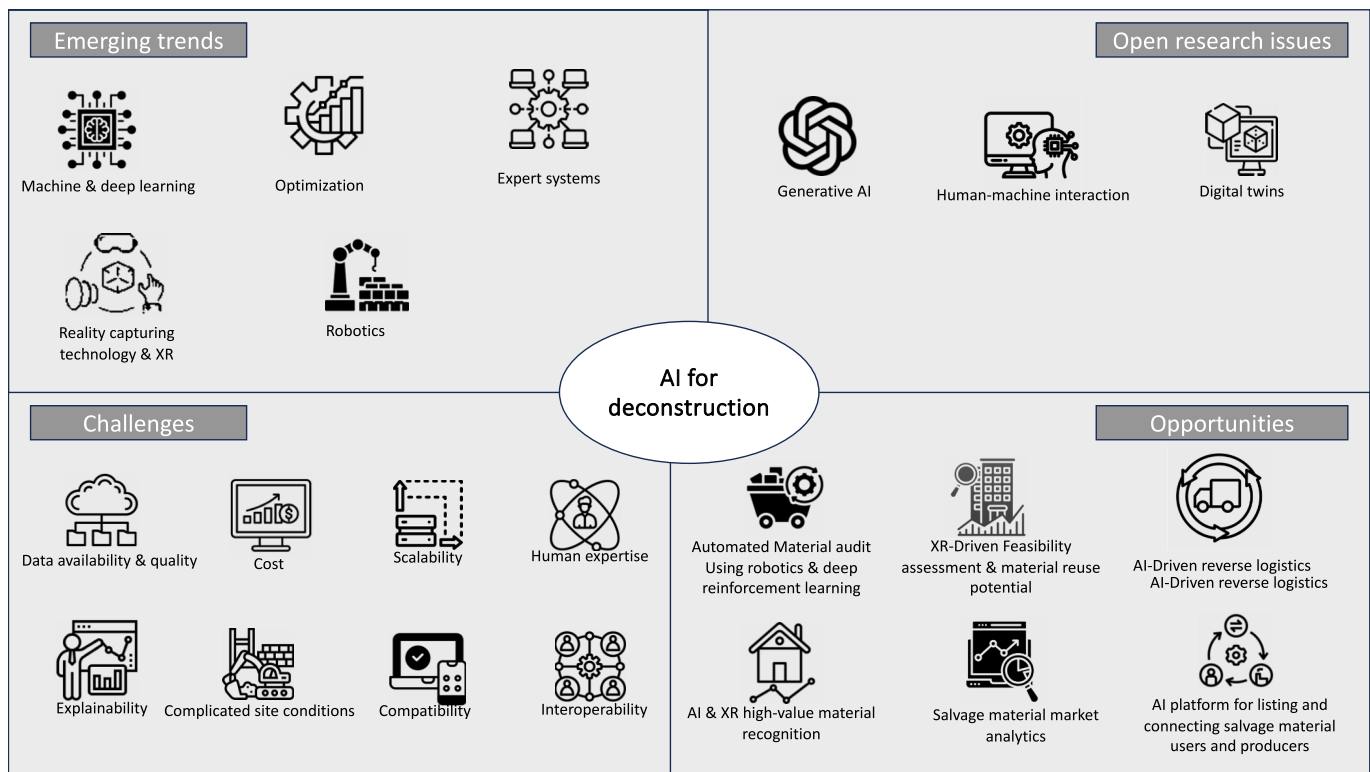 Emerging trends
Machine & deep learning
Optimization
Expert systems
Reality capturing
technology & XR
Robotics
Open research issues
Generative AI
Human-machine interaction
Digital twins
AI for
deconstruction
Challenges
Data availability & quality
Cost
Scalability
Human expertise
Explainability
Complicated site conditions
Compatibility
Interoperability
Opportunities
Automated Material audit
Using robotics & deep
reinforcement learning
XR-Driven Feasibility
assessment & material reuse
potential
AI-Driven reverse logistics
AI-Driven reverse logistics
AI & XR high-value material
recognition
Salvage material market
analytics
AI platform for listing and
connecting salvage material
users and producers